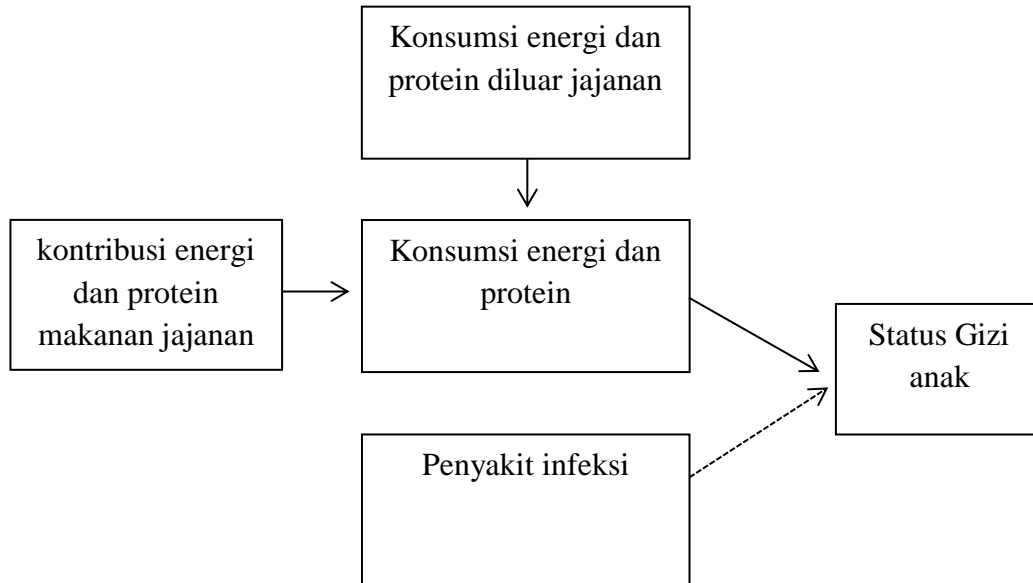 Konsumsi energi dan
protein diluar jajanan
kontribusi energi
dan protein
makanan jajanan
Konsumsi energi dan
protein
Status Gizi
anak
Penyakit infeksi